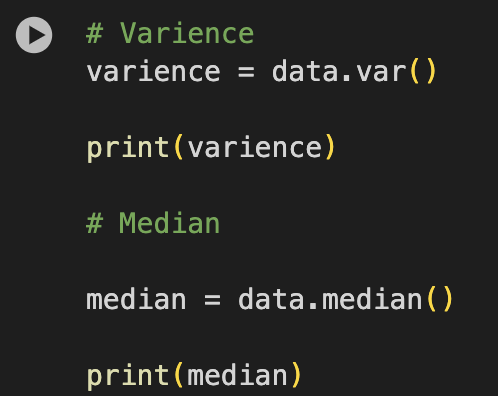 # Varience
varience = data.var()
print(varience)
# Median
median = data.median()
print(median)